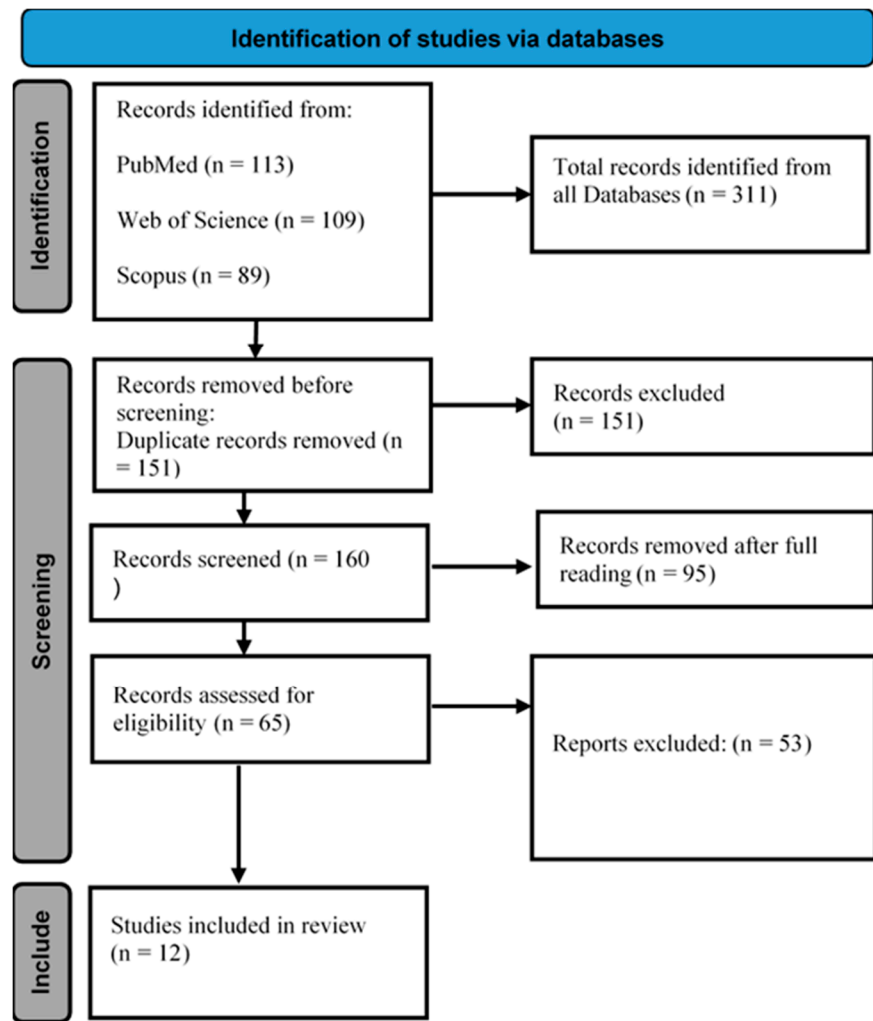 Identification of studies via databases
Identification
Records identified from:
PubMed (n = 113)
Web of Science (n = 109)
Scopus (n = 89)
Total records identified from
all Databases (n = 311)
Screening
Records removed before
screening:
Duplicate records removed (n
= 151)
Records excluded
(n = 151)
Records screened (n = 160
)
Records removed after full
reading (n = 95)
Records assessed for
eligibility (n = 65)
Reports excluded: (n = 53)
Include
Studies included in review
(n = 12)